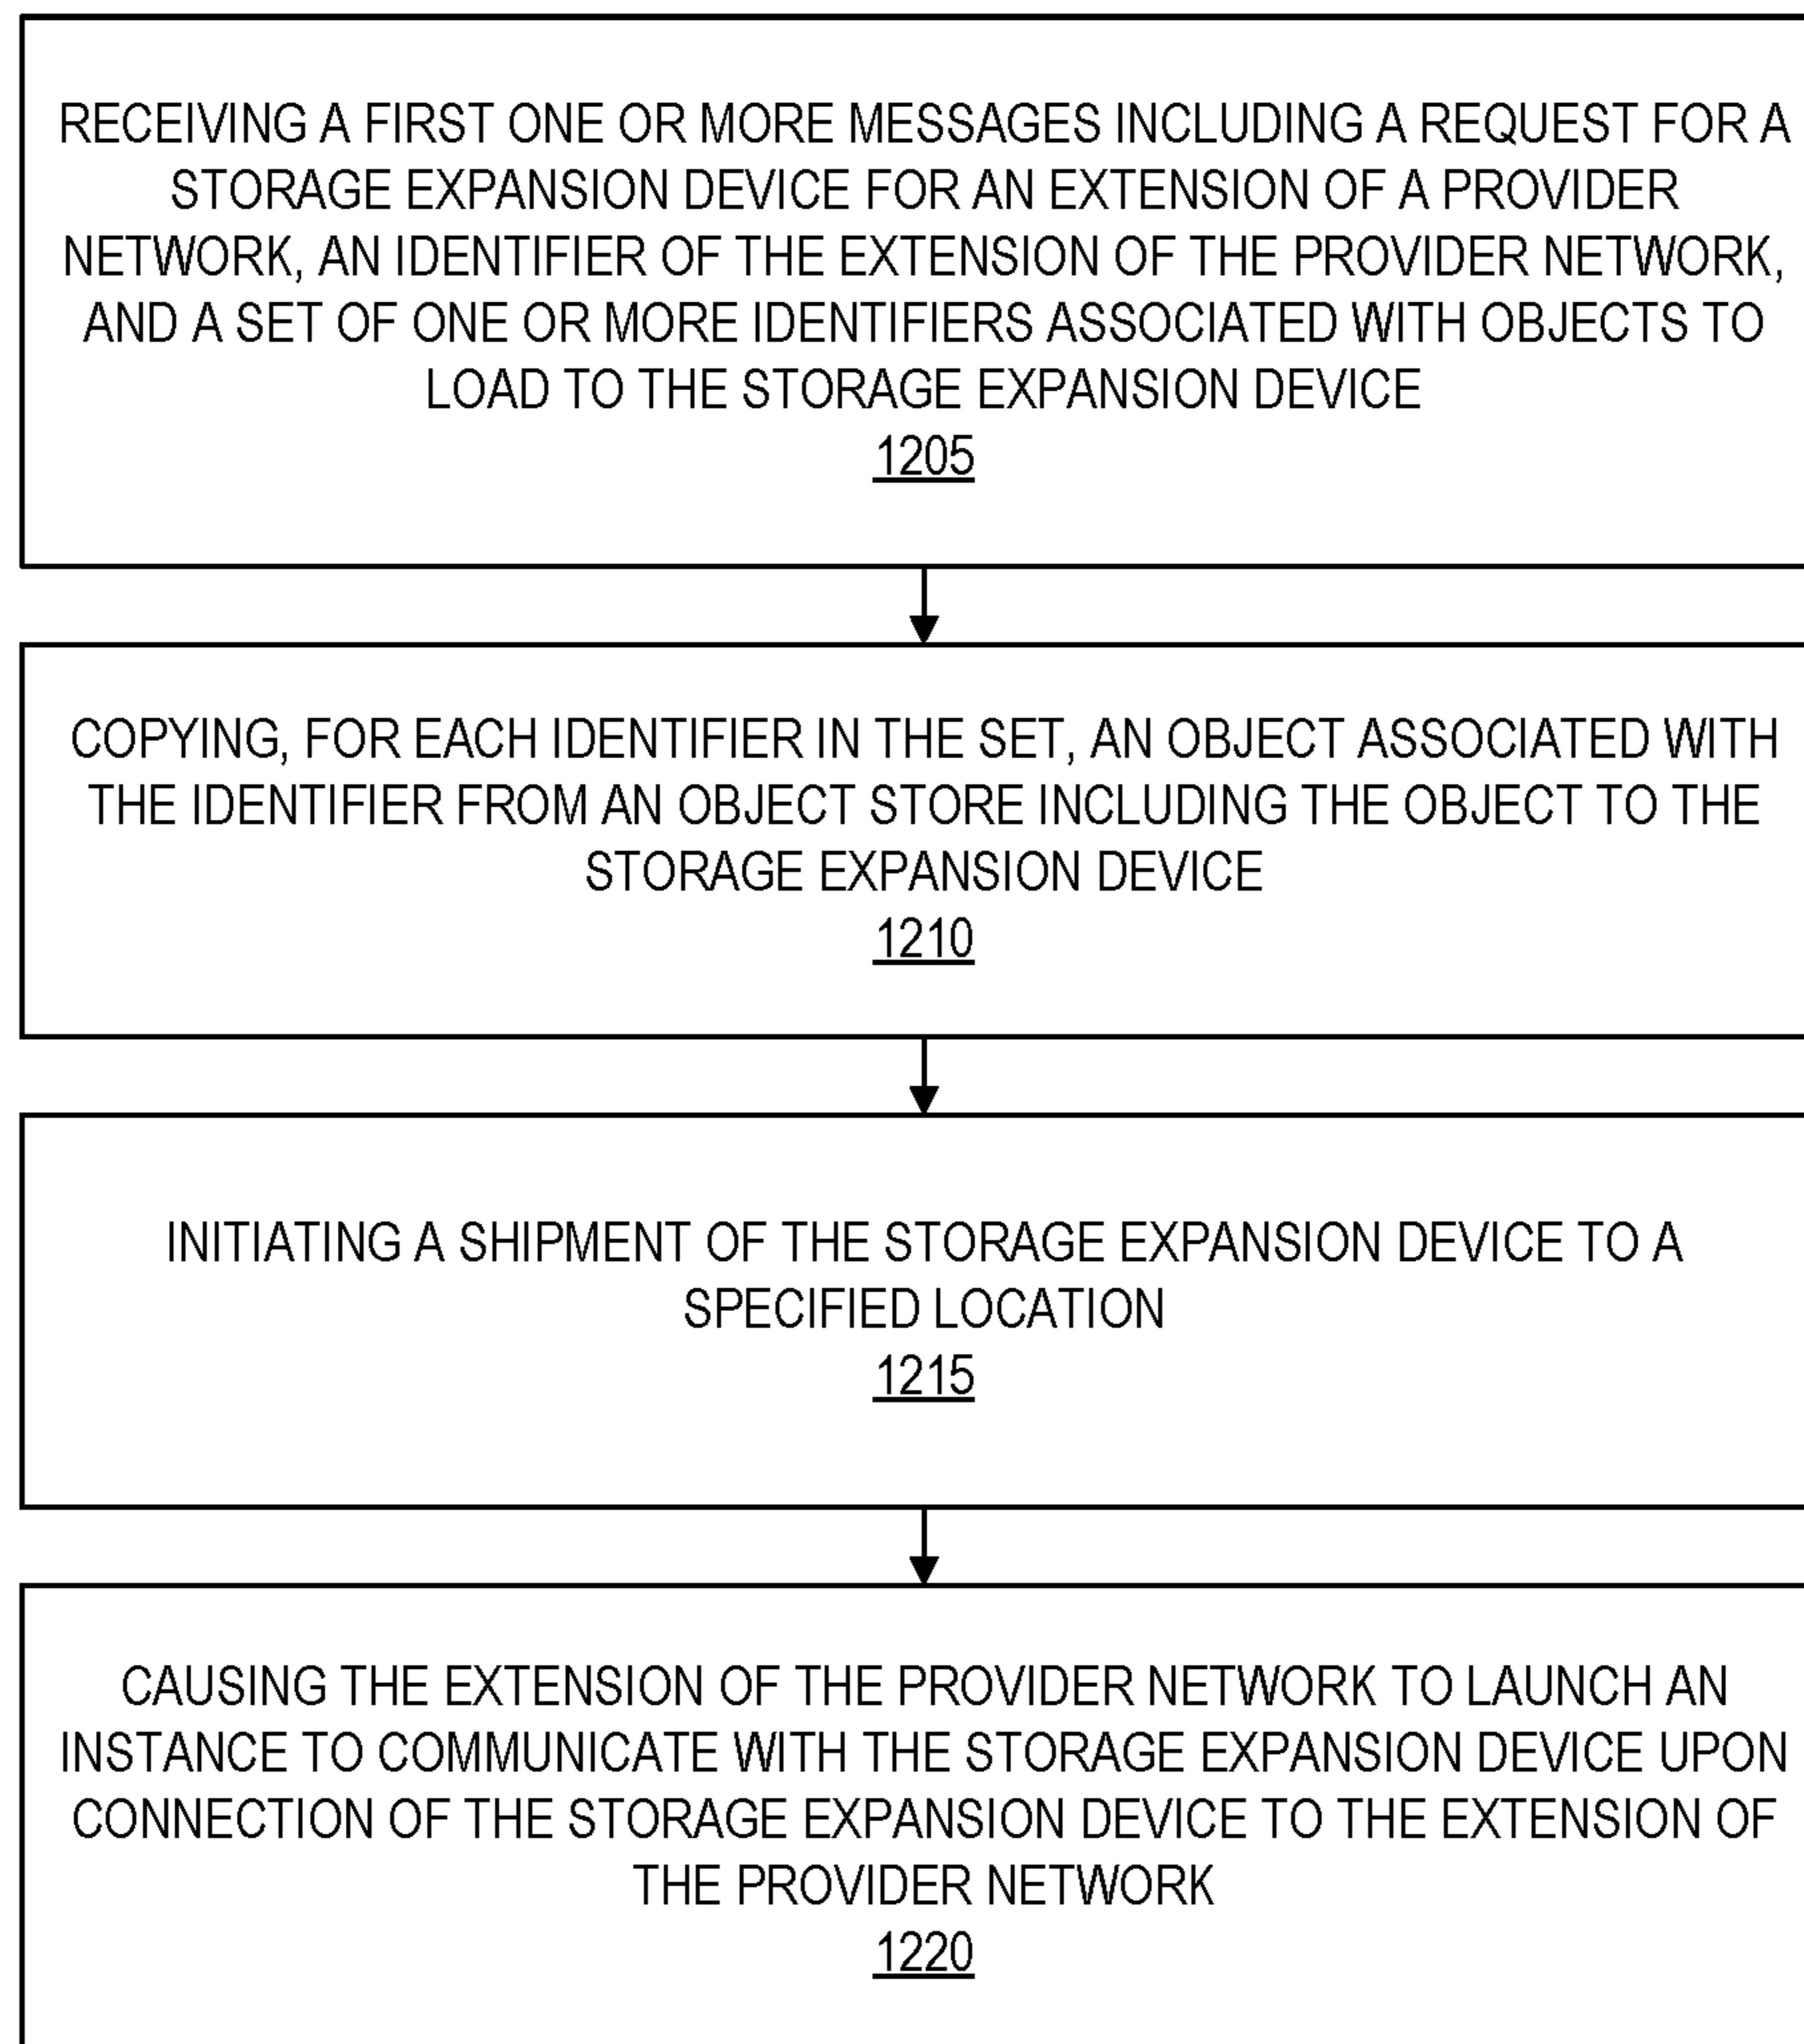 RECEIVING A FIRST ONE OR MORE MESSAGES INCLUDING A REQUEST FOR A
STORAGE EXPANSION DEVICE FOR AN EXTENSION OF A PROVIDER
NETWORK, AN IDENTIFIER OF THE EXTENSION OF THE PROVIDER NETWORK,
AND A SET OF ONE OR MORE IDENTIFIERS ASSOCIATED WITH OBJECTS TO
LOAD TO THE STORAGE EXPANSION DEVICE
1205
COPYING, FOR EACH IDENTIFIER IN THE SET, AN OBJECT ASSOCIATED WITH
THE IDENTIFIER FROM AN OBJECT STORE INCLUDING THE OBJECT TO THE
STORAGE EXPANSION DEVICE
1210
INITIATING A SHIPMENT OF THE STORAGE EXPANSION DEVICE TO A
SPECIFIED LOCATION
1215
CAUSING THE EXTENSION OF THE PROVIDER NETWORK TO LAUNCH AN
INSTANCE TO COMMUNICATE WITH THE STORAGE EXPANSION DEVICE UPON
CONNECTION OF THE STORAGE EXPANSION DEVICE TO THE EXTENSION OF
THE PROVIDER NETWORK
1220